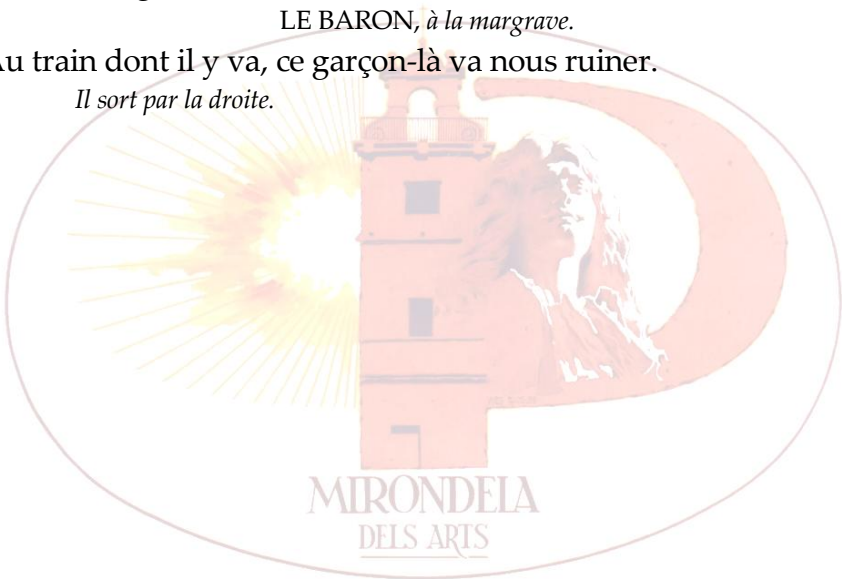 LE BARON, à la margrave.
Au train dont il y va, ce garçon-là va nous ruiner.
Il sort par la droite.
MIRONDELA
DELS ARTS